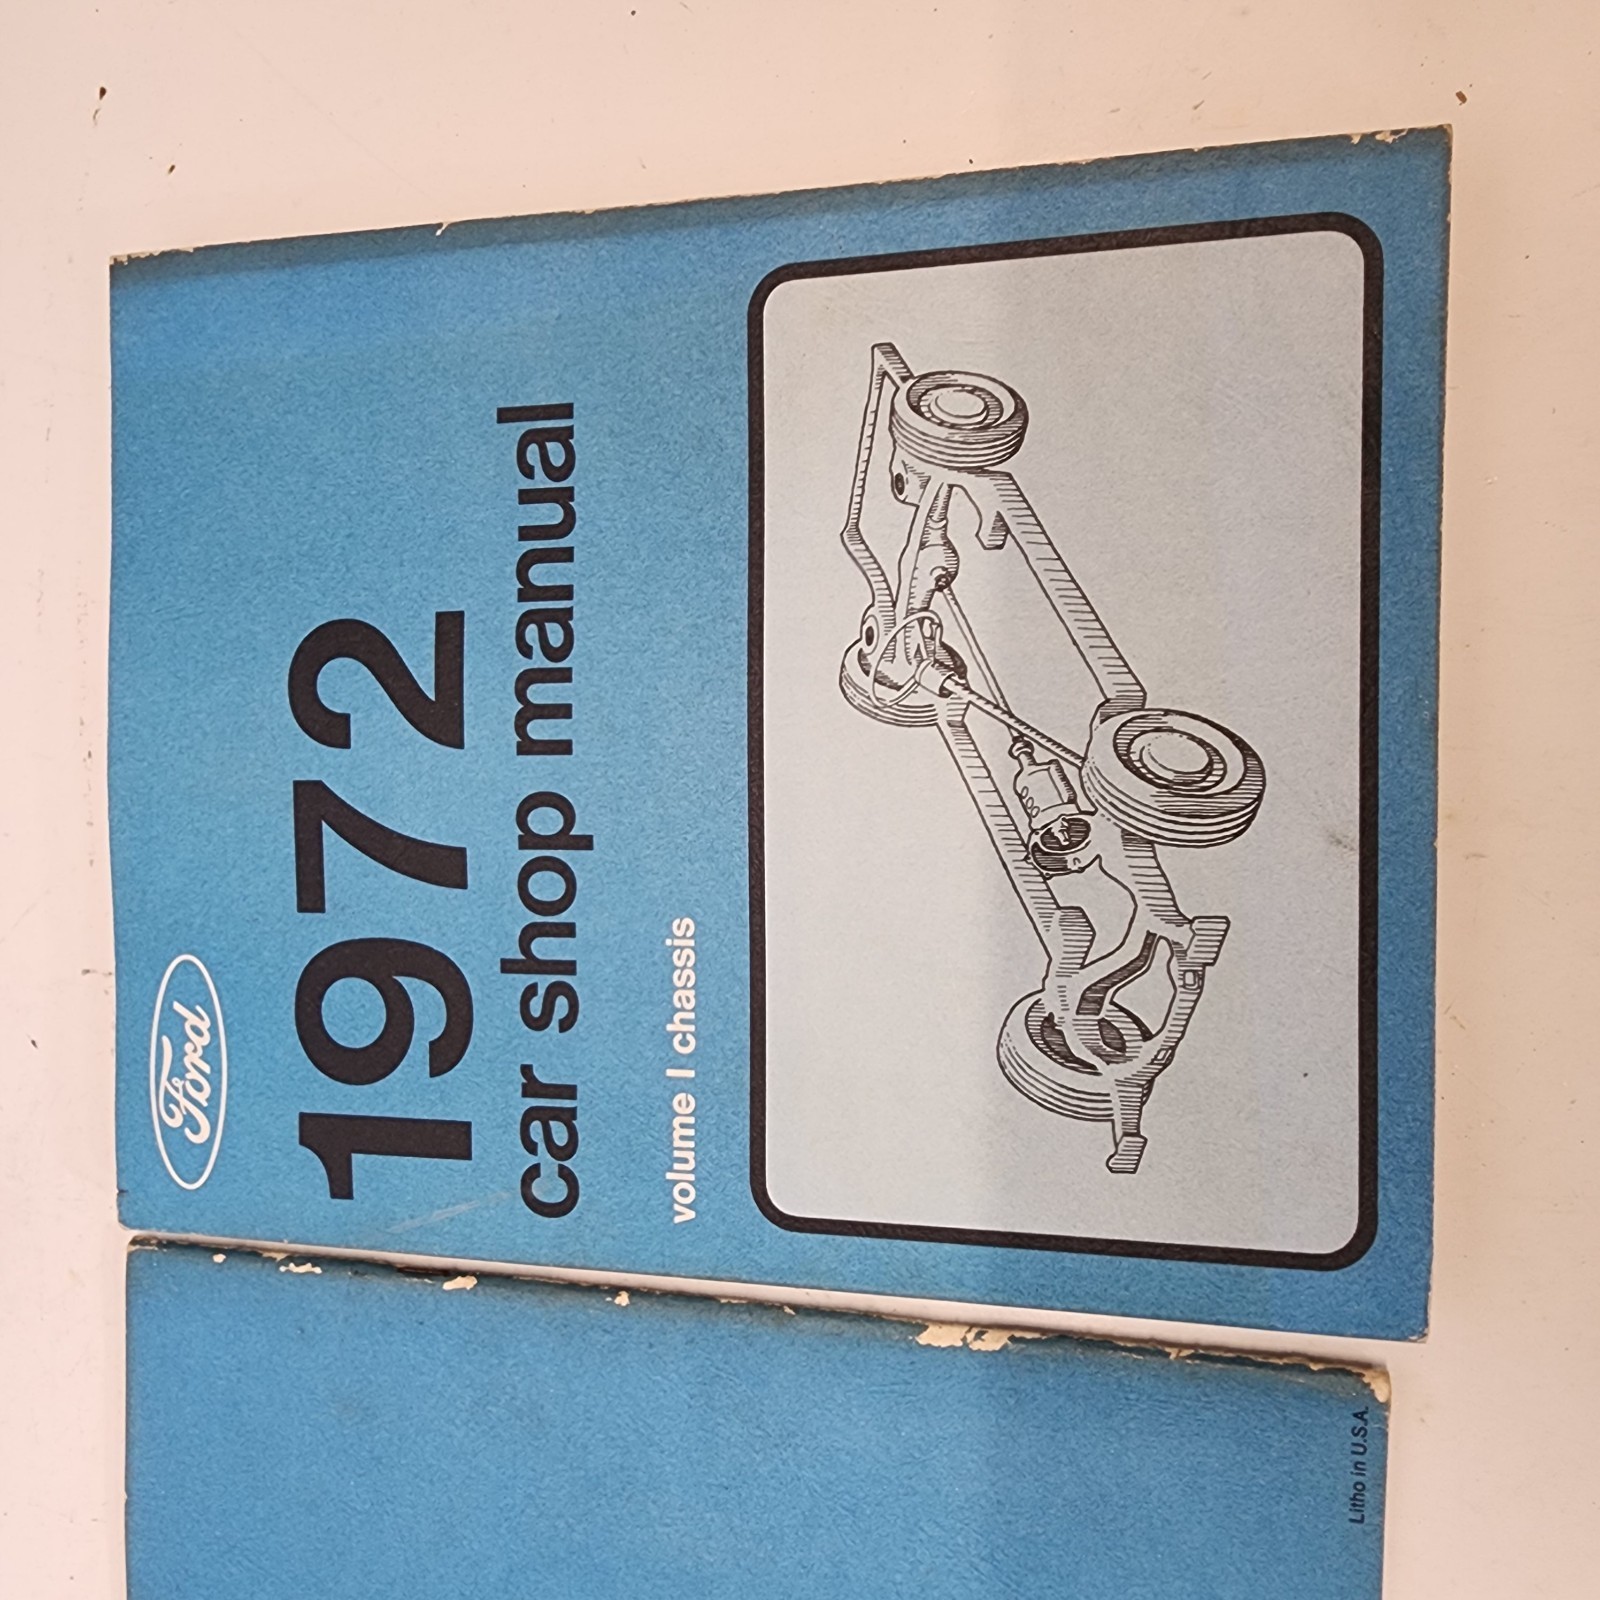 Ford
1972
car shop manual
volume I chassis
Litho in U.S.A.